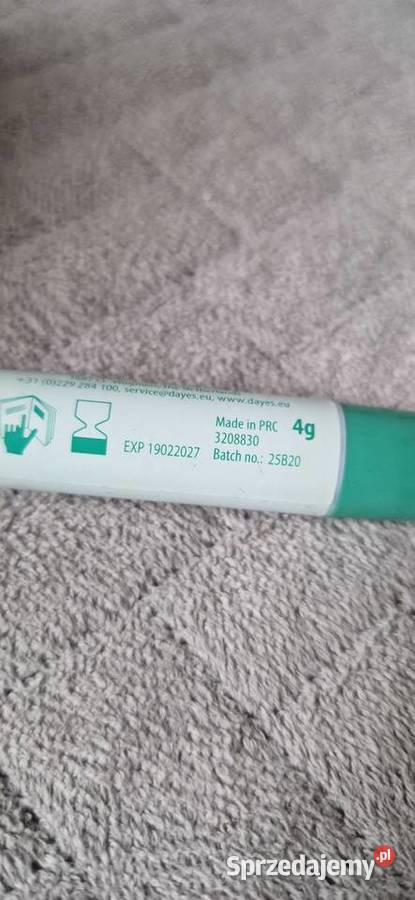 +31 (0)229 284 100, service@dayes.eu, www.dayes.eu
Made in PRC 4g
3208830
EXP 19022027 Batch no.: 25B20
Sprzedajemy.pl